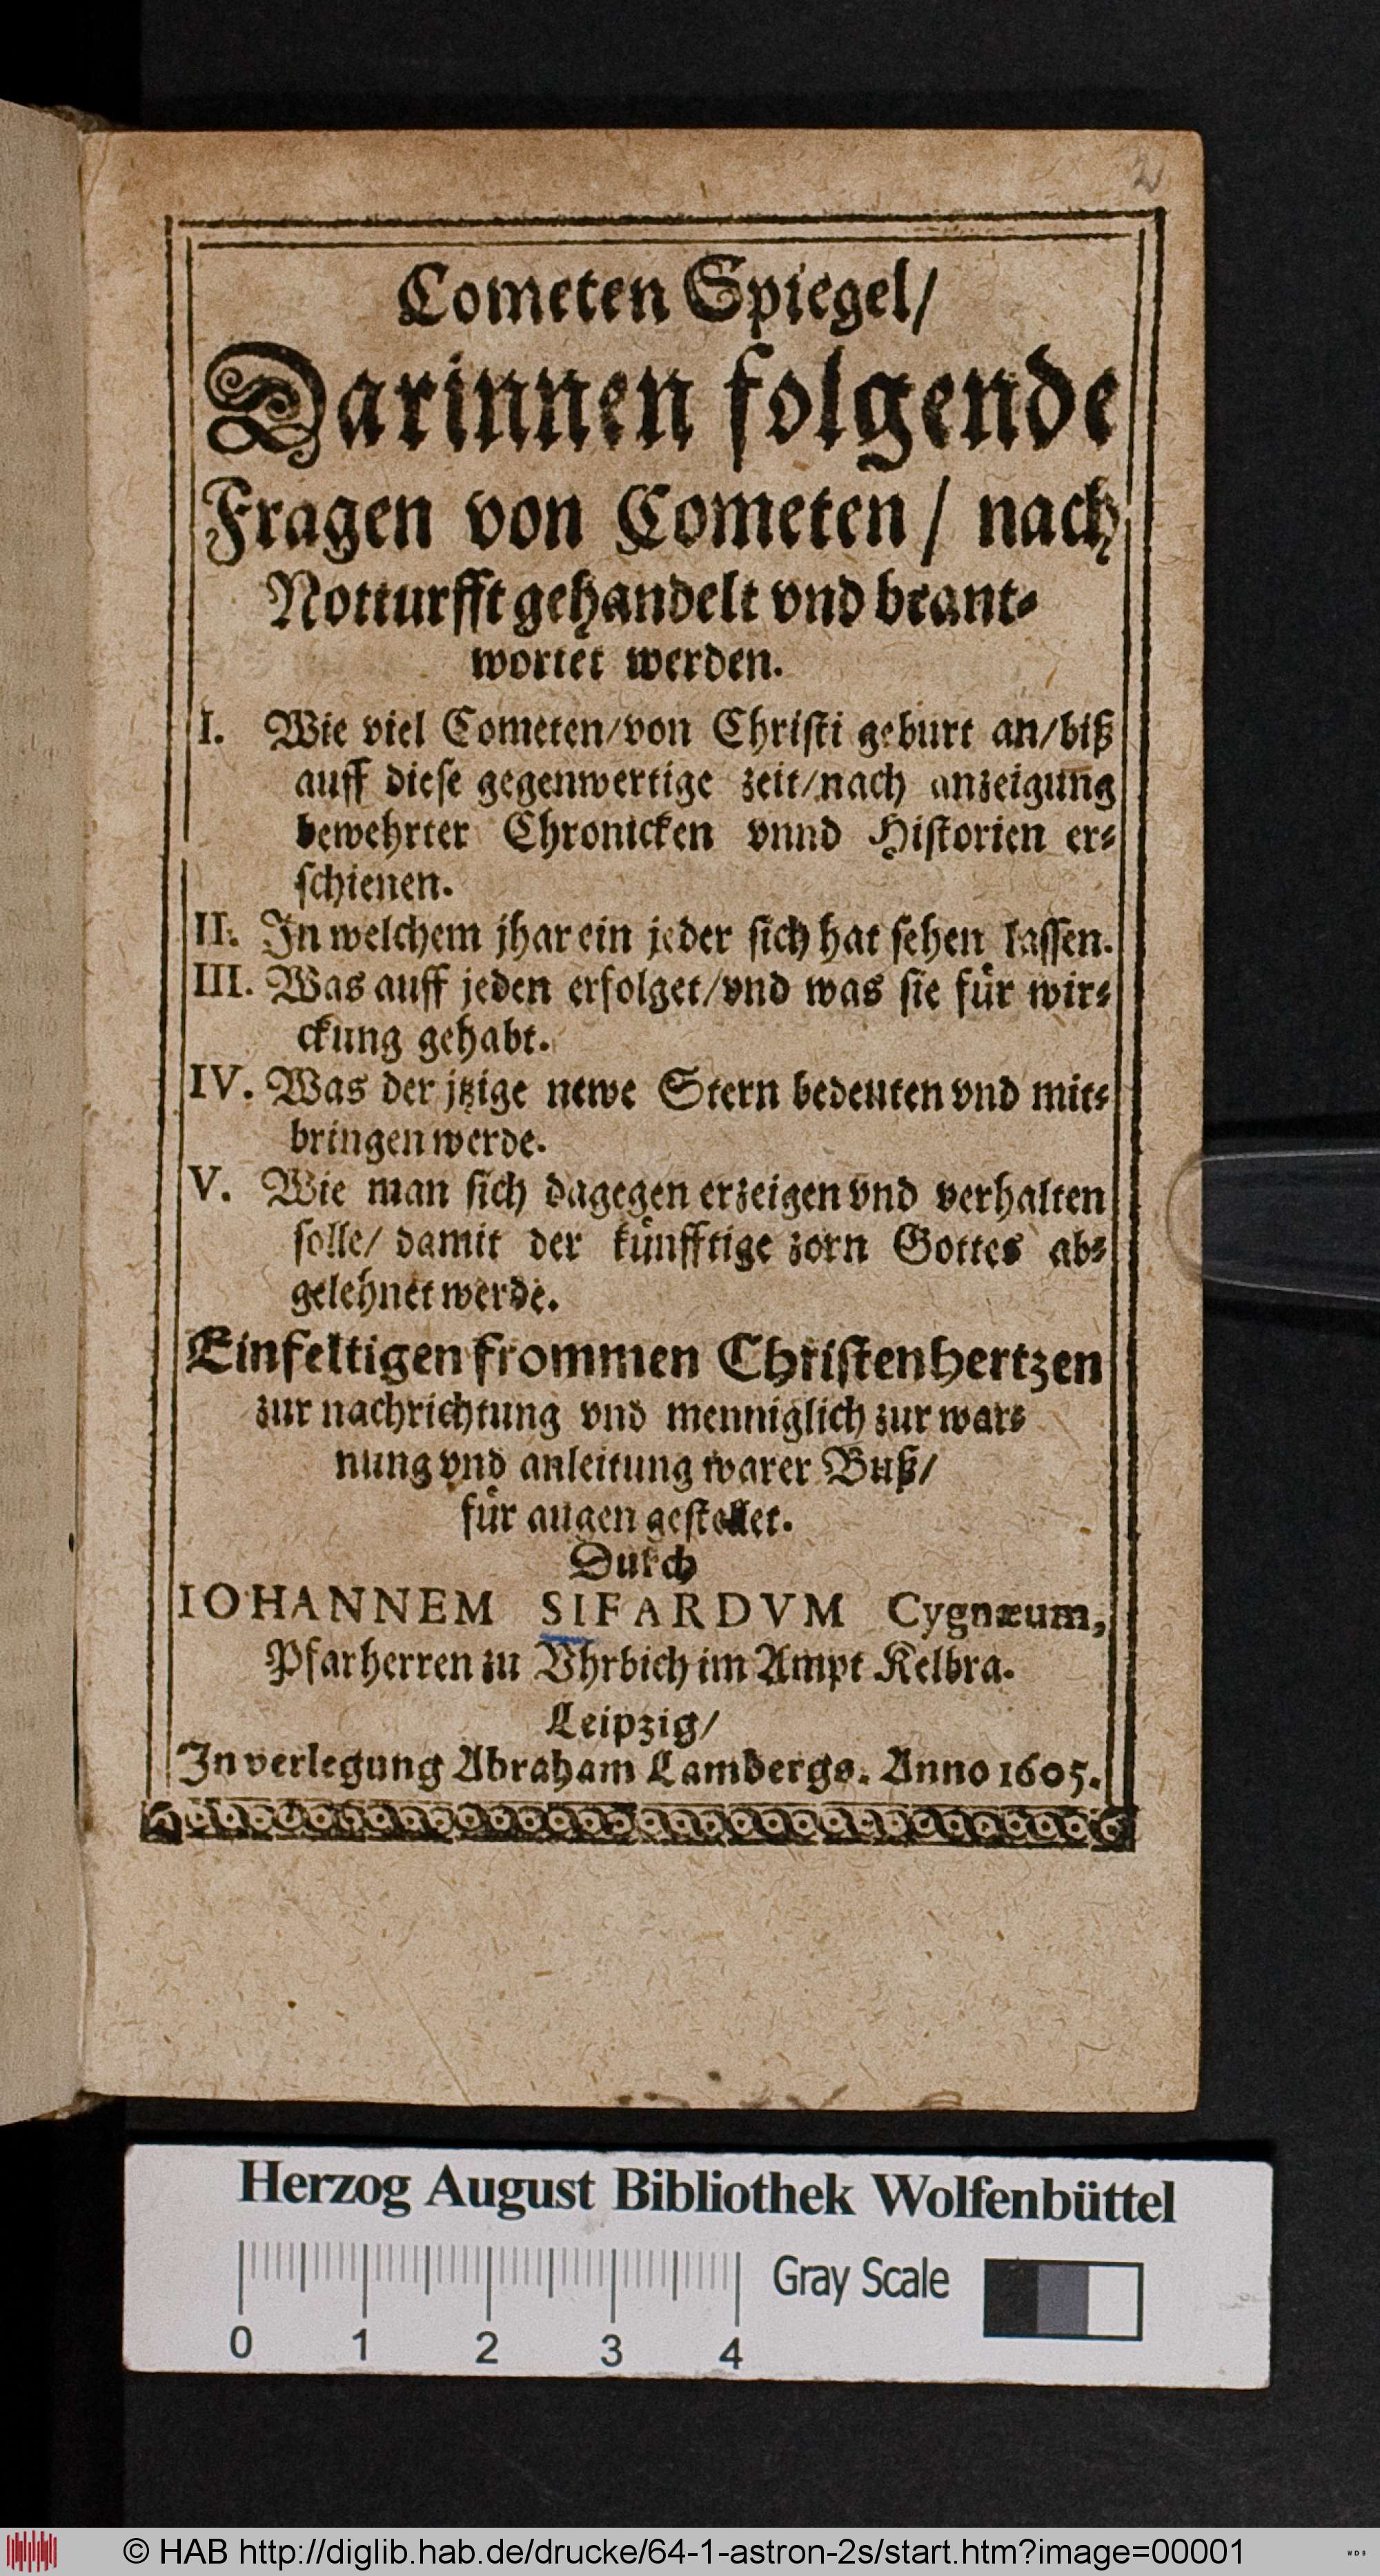 2
Cometen Spiegel/
Darinnen folgende
Fragen von Cometen / nach
Notturfft gehandelt vnd beant⸗
wortet werden.
I. Wie viel Cometen/von Christi geburt an/biß
auff diese gegenwertige zeit/nach anzeigung
bewehrter Chronicken vnnd Historien er⸗
schienen.
II. In welchem jhar ein jeder sich hat sehen lassen.
III. Was auff jeden erfolget/vnd was sie fuͤr wir⸗
ckung gehabt.
IV. Was der jtzige newe Stern bedeuten vnd mit⸗
bringen werde.
V. Wie man sich dagegen erzeigen vnd verhalten
solle/ damit der kuͤnfftige zorn Gottes ab⸗
gelehnet werde.
Einfeltigen frommen Christenhertzen
zur nachrichtung vnd menniglich zur war⸗
nung vnd anleitung warer Buß/
fuͤr augen gestellet.
Durch
IOHANNEM SIFARDVM Cygnæum,
Pfarherren zu Vhrbich im Ampt Kelbra.
Leipzig/
In verlegung Abraham Lambergs. Anno 1605.
Herzog August Bibliothek Wolfenbüttel
Gray Scale
0 1 2 3 4
© HAB http://diglib.hab.de/drucke/64-1-astron-2s/start.htm?image=00001